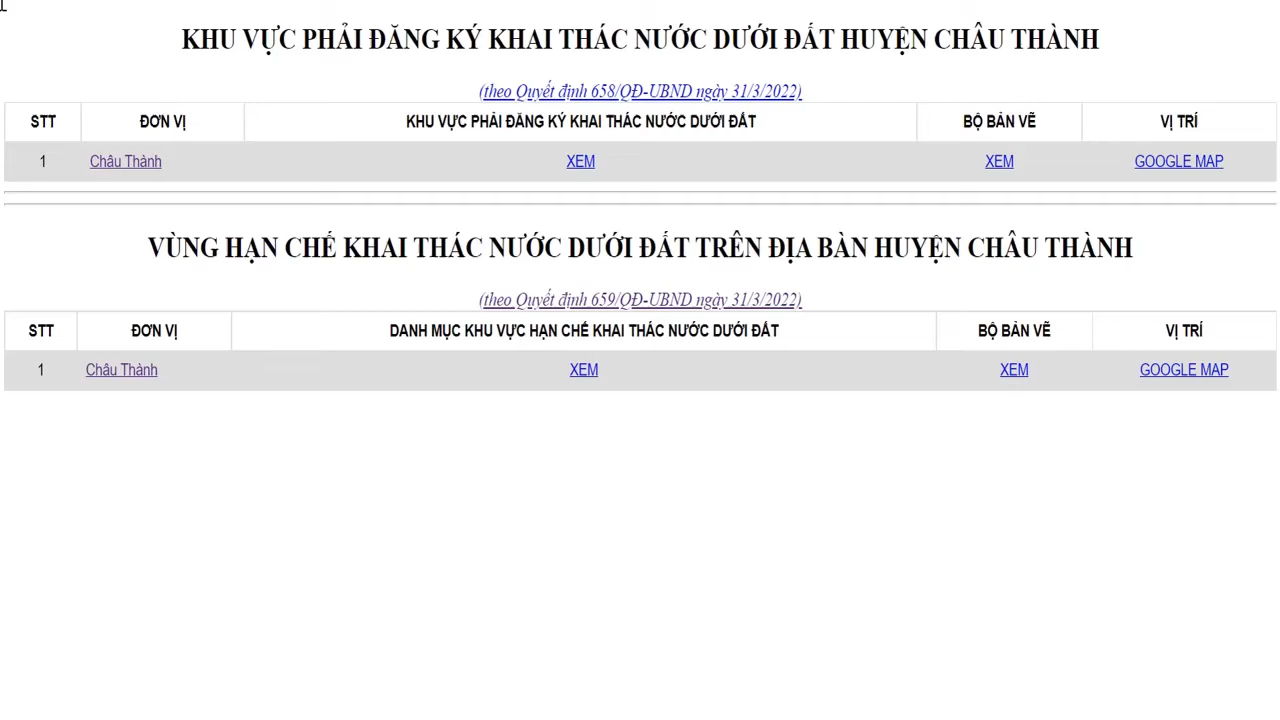 KHU VỰC PHẢI ĐĂNG KÝ KHAI THÁC NƯỚC DƯỚI ĐẤT HUYỆN CHÂU THÀNH
(theo Quyết định 658/QĐ-UBND ngày 31/3/2022)
STT ĐƠN VỊ KHU VỰC PHẢI ĐĂNG KÝ KHAI THÁC NƯỚC DƯỚI ĐẤT BỘ BẢN VẼ VỊ TRÍ
1 Châu Thành XEM XEM GOOGLE MAP
VÙNG HẠN CHẾ KHAI THÁC NƯỚC DƯỚI ĐẤT TRÊN ĐỊA BÀN HUYỆN CHÂU THÀNH
(theo Quyết định 659/QĐ-UBND ngày 31/3/2022)
STT ĐƠN VỊ DANH MỤC KHU VỰC HẠN CHẾ KHAI THÁC NƯỚC DƯỚI ĐẤT BỘ BẢN VẼ VỊ TRÍ
1 Châu Thành XEM XEM GOOGLE MAP